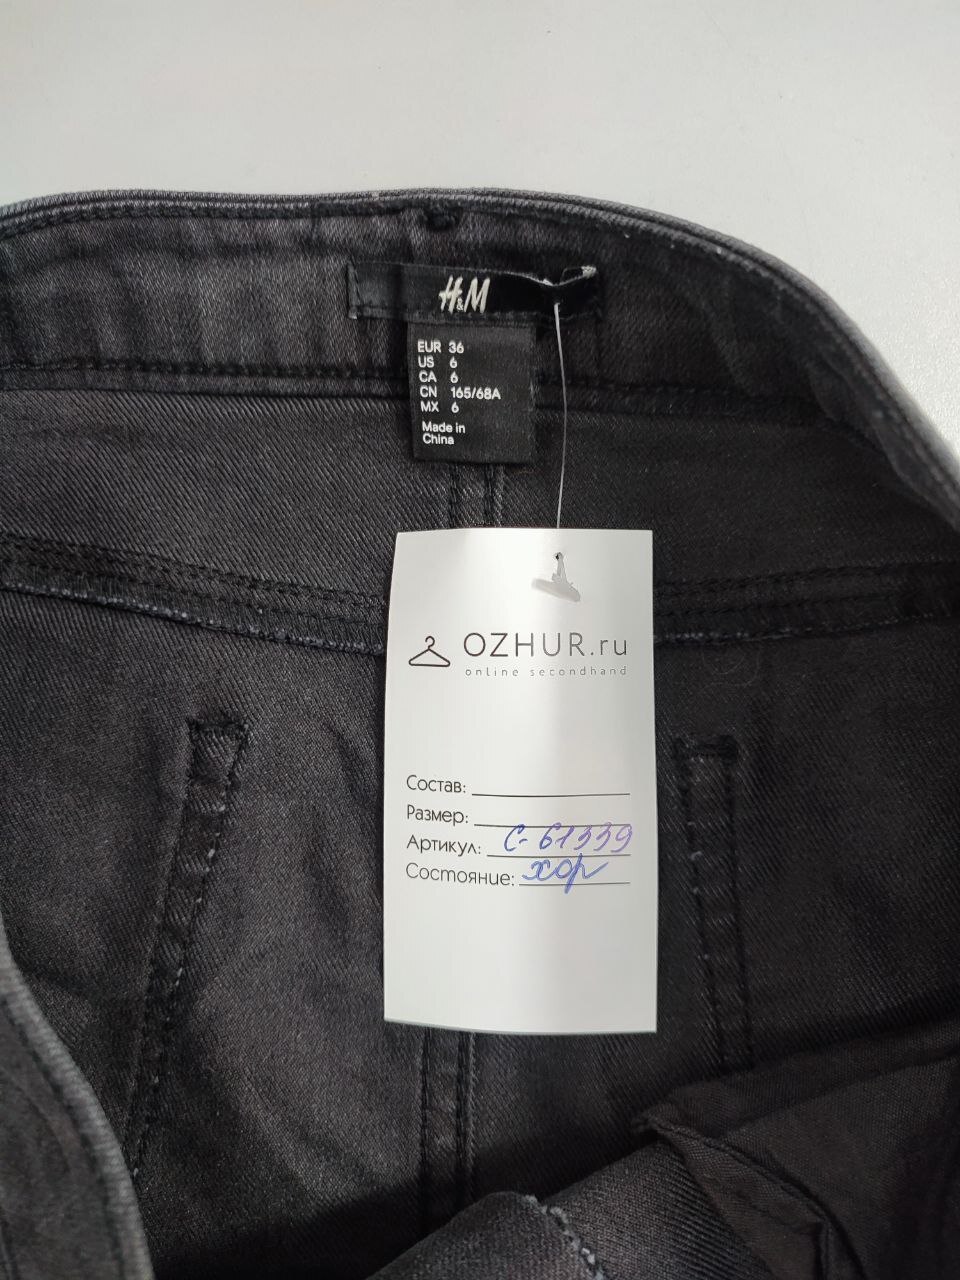 H&M
EUR 36
US 6
CA 6
CN 165/68A
MX 6
Made in
China
OZHUR.ru
online secondhand
Состав:
Размер:
Артикул: С-61339
Состояние: хор